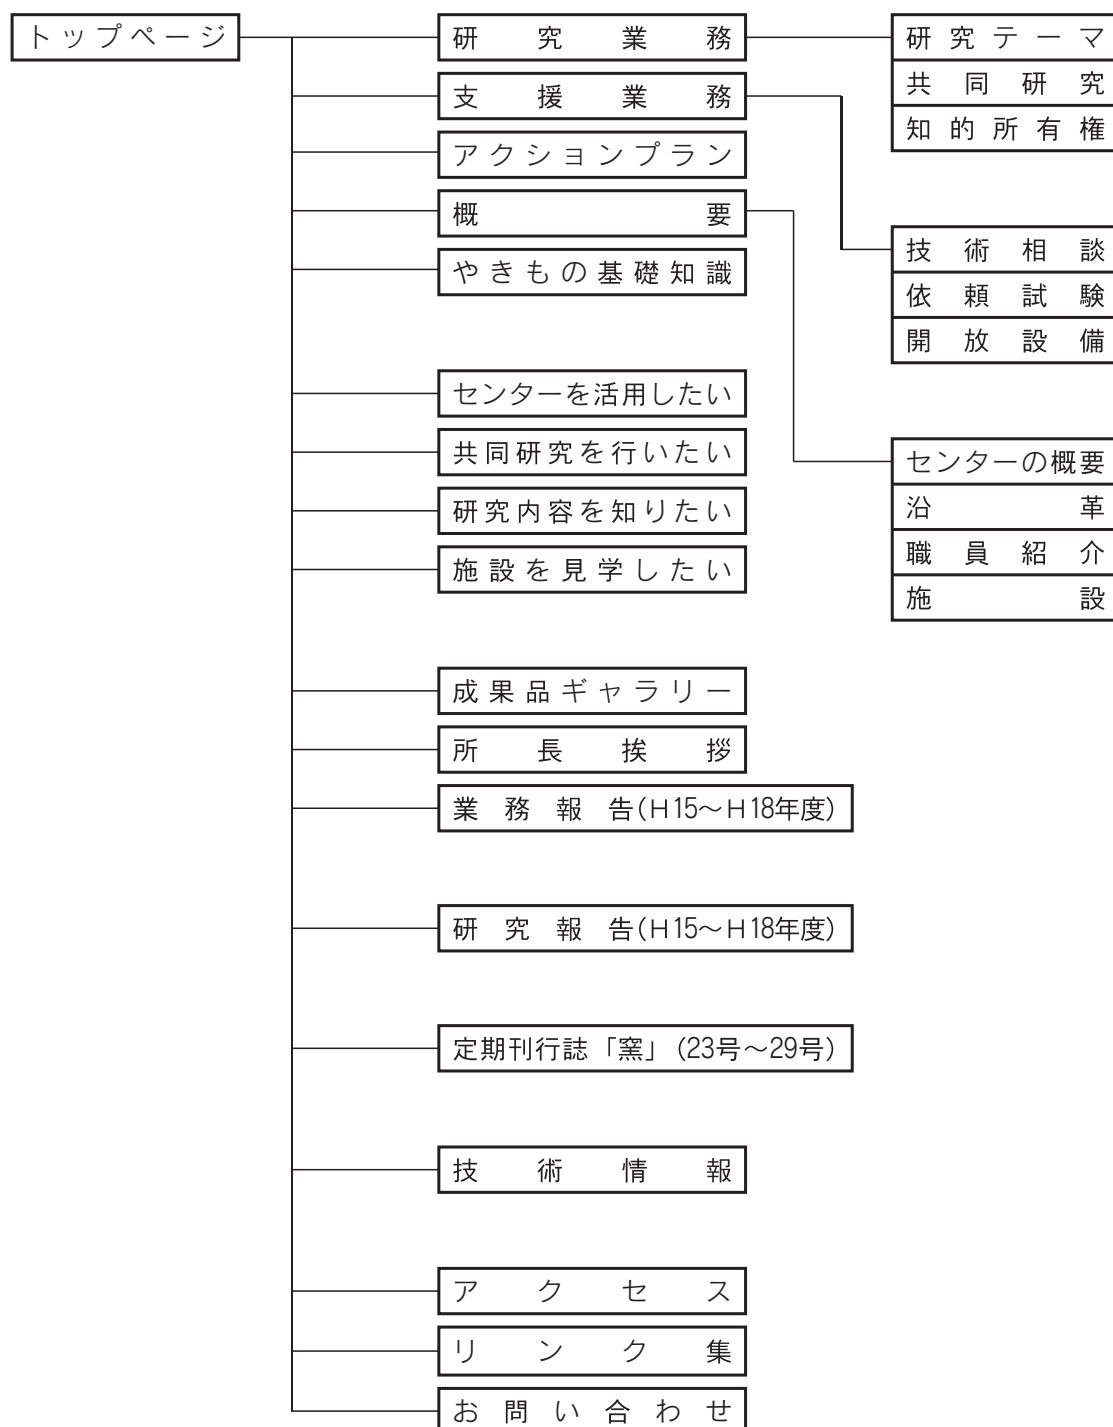 トップページ
研究業務
支援業務
アクションプラン
概要
やきもの基礎知識
センターを活用したい
共同研究を行いたい
研究内容を知りたい
施設を見学したい
成果品ギャラリー
所長挨拶
業務報告(H15～H18年度)
研究報告(H15～H18年度)
定期刊行誌「窯」(23号～29号)
技術情報
アクセス
リンク集
お問い合わせ
研究テーマ
共同研究
知的所有権
技術相談
依頼試験
開放設備
センターの概要
沿革
職員紹介
施設